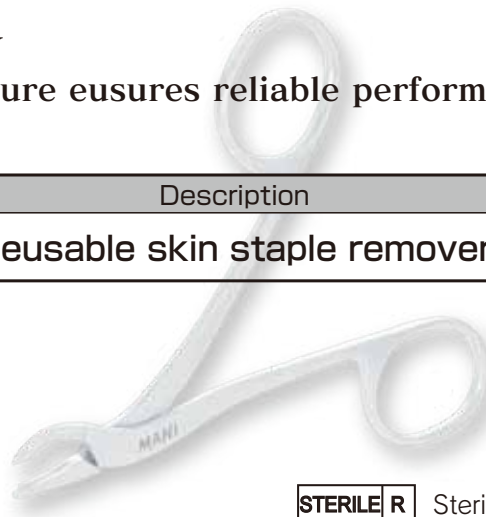 ure eusures reliable perform
Description
eusable skin staple remover
MANI
STERILE R Steri